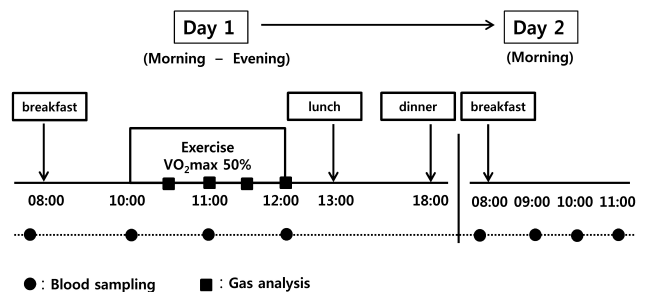 Day 1
Day 2
(Morning – Evening)
(Morning)
breakfast
lunch
dinner
breakfast
Exercise
VO₂max 50%
08:00 10:00 11:00 12:00 13:00 18:00 08:00 09:00 10:00 11:00
: Blood sampling
: Gas analysis